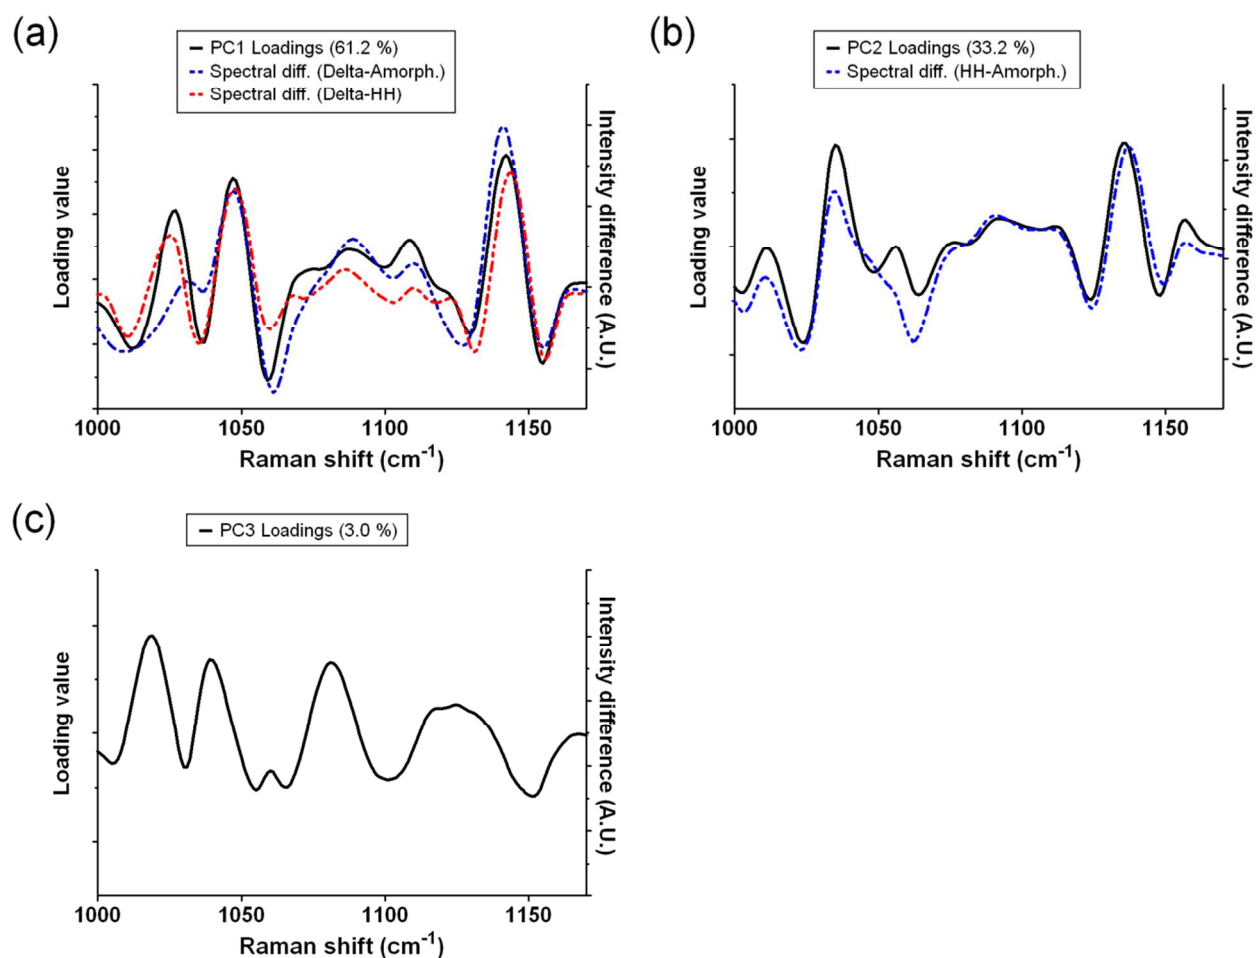 (a)
PC1 Loadings (61.2 %)
Spectral diff. (Delta-Amorph.)
Spectral diff. (Delta-HH)
Loading value
Intensity difference (A.U.)
1000 1050 1100 1150
Raman shift (cm⁻¹)
(b)
PC2 Loadings (33.2 %)
Spectral diff. (HH-Amorph.)
Loading value
Intensity difference (A.U.)
1000 1050 1100 1150
Raman shift (cm⁻¹)
(c)
PC3 Loadings (3.0 %)
Loading value
Intensity difference (A.U.)
1000 1050 1100 1150
Raman shift (cm⁻¹)